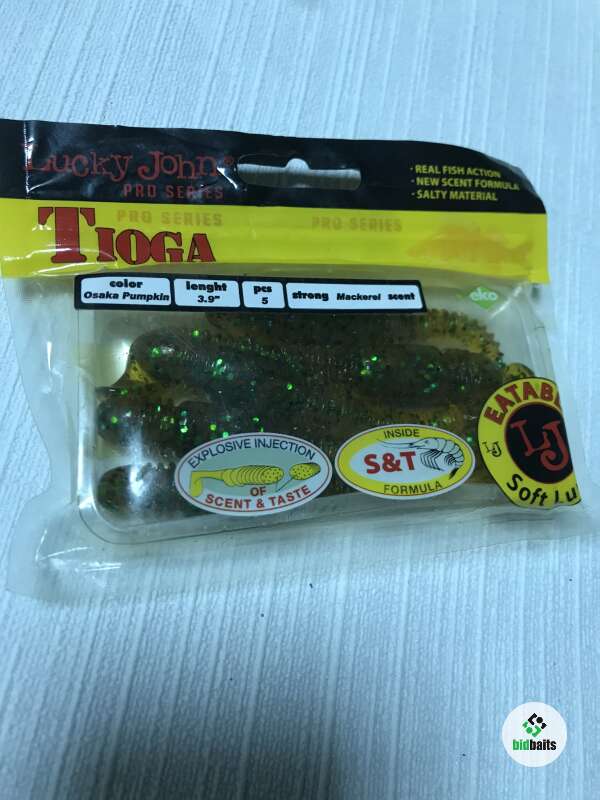 Lucky John®
PRO SERIES
· REAL FISH ACTION
· NEW SCENT FORMULA
· SALTY MATERIAL
TIOGA
PRO SERIES
PRO SERIES
color
Osaka Pumpkin
lenght
3.9"
pcs
5
strong Mackerel scent
eko
EXPLOSIVE INJECTION
OF
SCENT & TASTE
INSIDE
S&T
FORMULA
LJ
LJ
Soft
bidbaits